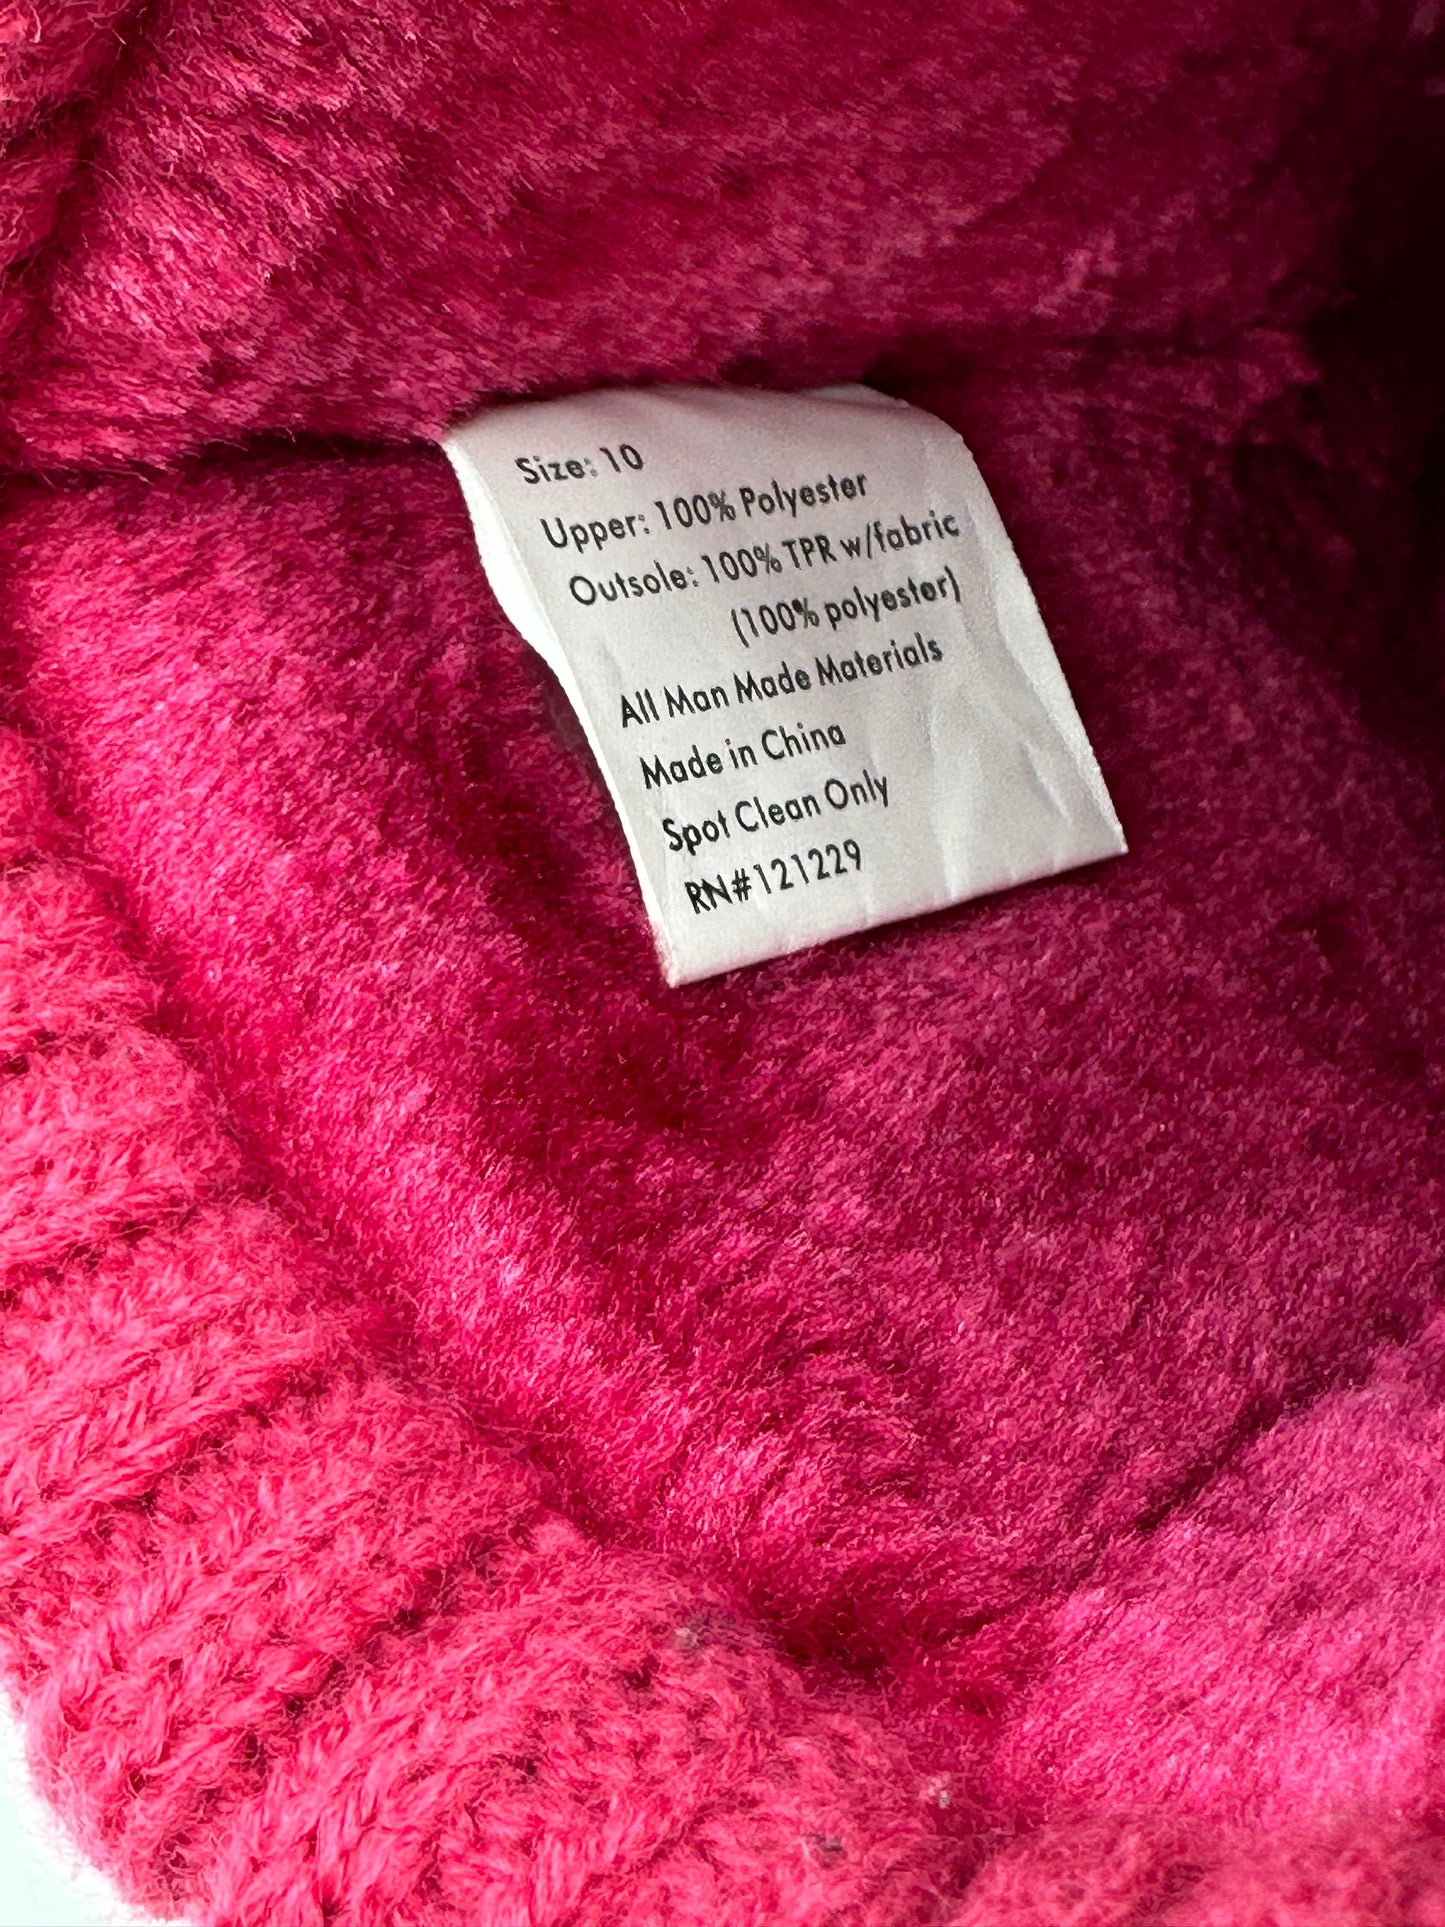 Size: 10
Upper: 100% Polyester
Outsole: 100% TPR w/fabric
(100% polyester)
All Man Made Materials
Made in China
Spot Clean Only
RN#121229